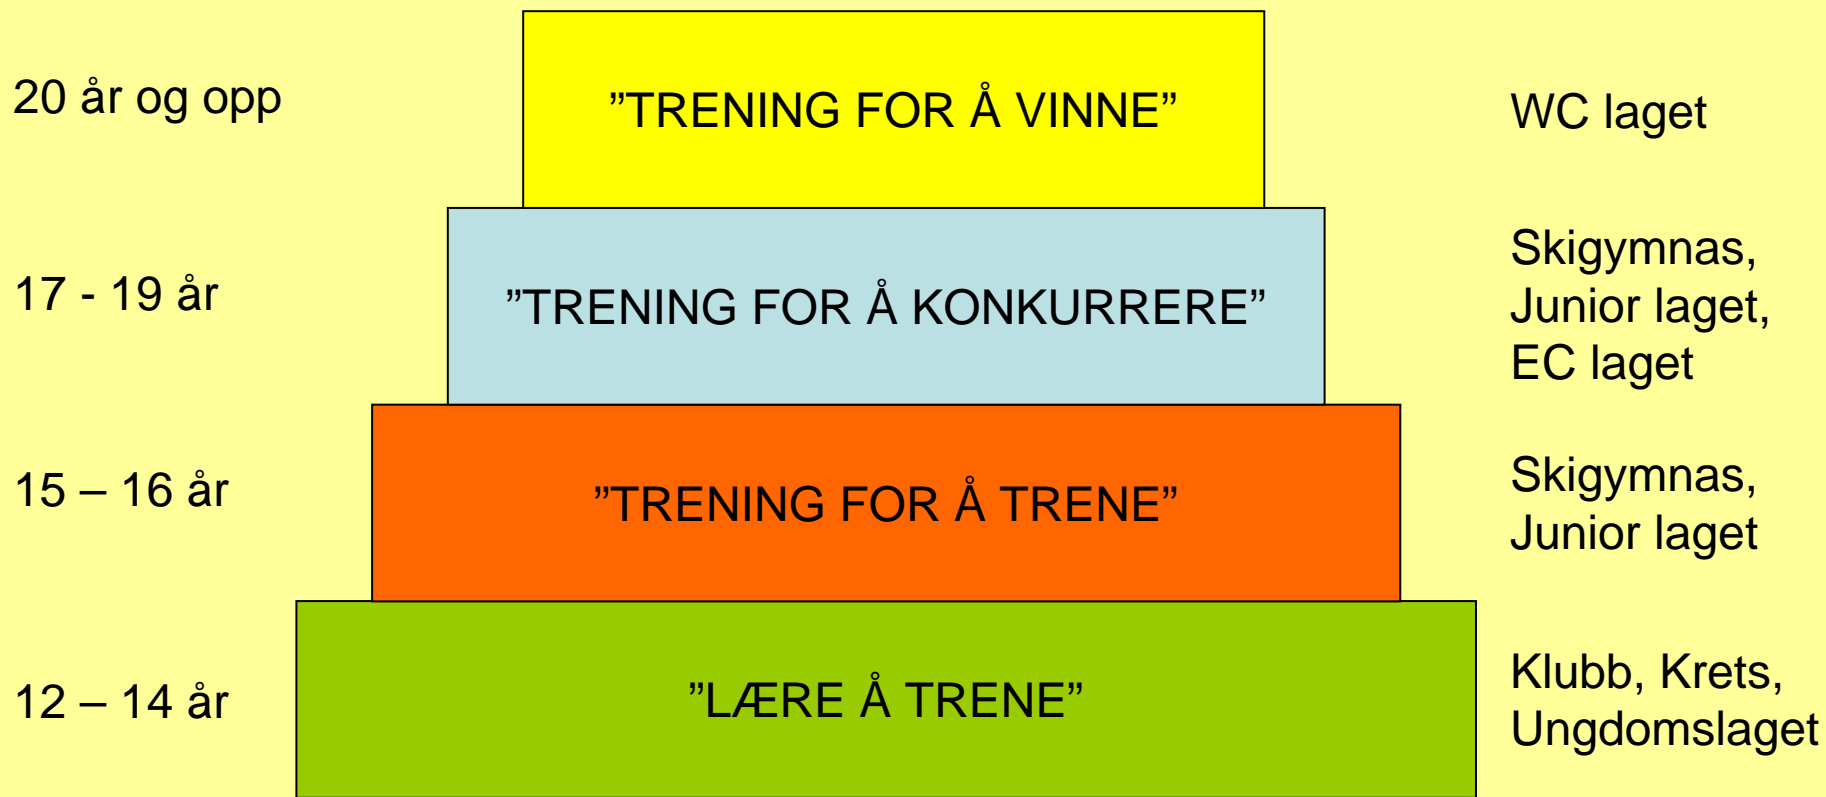 20 år og opp
”TRENING FOR Å VINNE”
WC laget
17 - 19 år
”TRENING FOR Å KONKURRERE”
Skigymnas,
Junior laget,
EC laget
15 – 16 år
”TRENING FOR Å TRENE”
Skigymnas,
Junior laget
12 – 14 år
”LÆRE Å TRENE”
Klubb, Krets,
Ungdomslaget